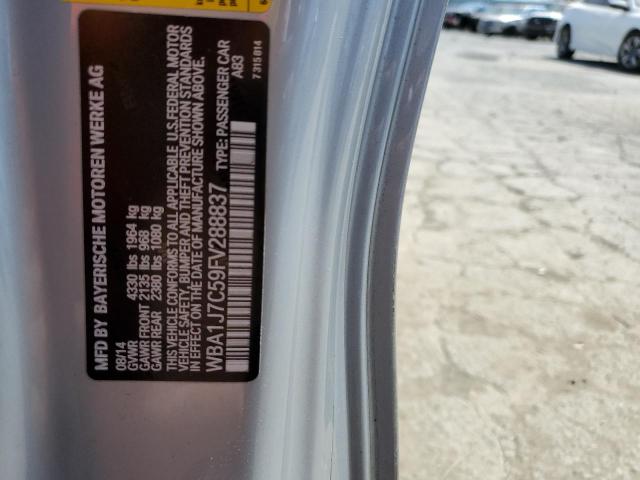 MFD BY BAYERISCHE MOTOREN WERKE AG
08/14
GVWR 4330 lbs 1964 kg
GAWR FRONT 2135 lbs 968 kg
GAWR REAR 2380 lbs 1080 kg
THIS VEHICLE CONFORMS TO ALL APPLICABLE U.S. FEDERAL MOTOR
VEHICLE SAFETY, BUMPER AND THEFT PREVENTION STANDARDS
IN EFFECT ON THE DATE OF MANUFACTURE SHOWN ABOVE.
WBA1J7C59FV288837 TYPE: PASSENGER CAR
A83
7 315 814